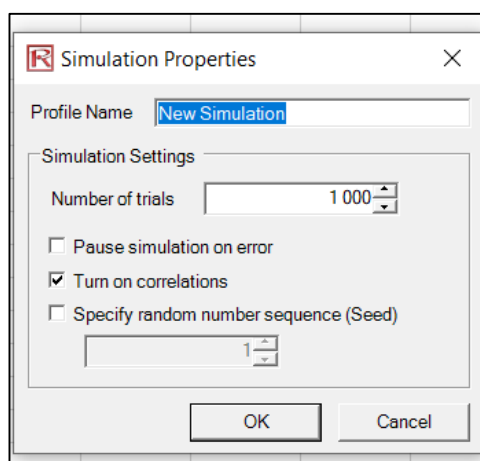 Simulation Properties
Profile Name New Simulation
Simulation Settings
Number of trials 1 000
Pause simulation on error
Turn on correlations
Specify random number sequence (Seed)
1
OK Cancel